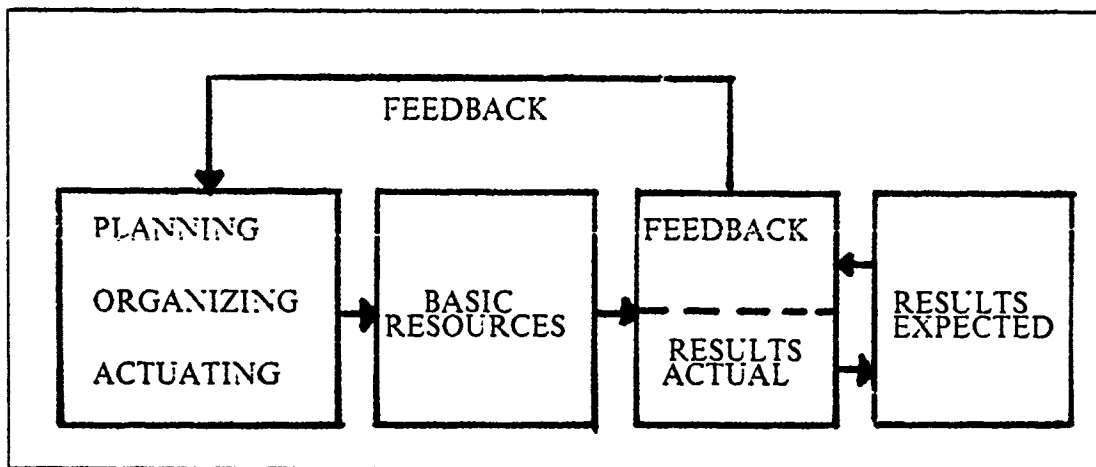 FEEDBACK
PLANNING
ORGANIZING
ACTUATING
BASIC
RESOURCES
FEEDBACK
RESULTS
ACTUAL
RESULTS
EXPECTED